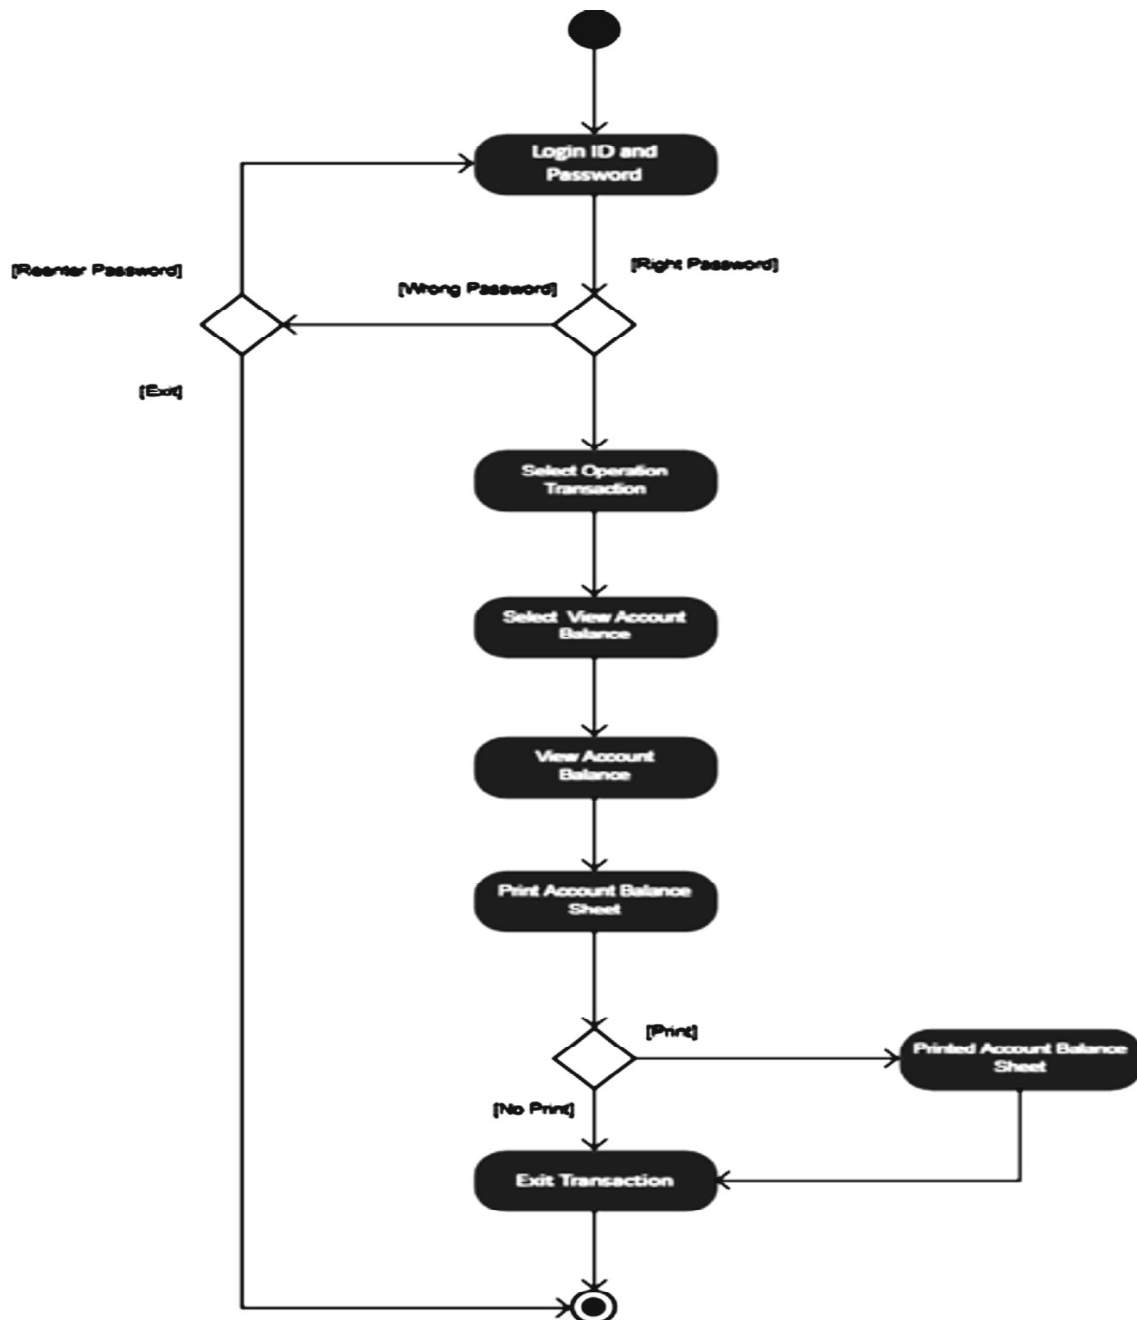 Login ID and
Password
[Reenter Password]
[Right Password]
[Wrong Password]
[Exit]
Select Operation
Transaction
Select View Account
Balance
View Account
Balance
Print Account Balance
Sheet
[Print]
Printed Account Balance
Sheet
[No Print]
Exit Transaction